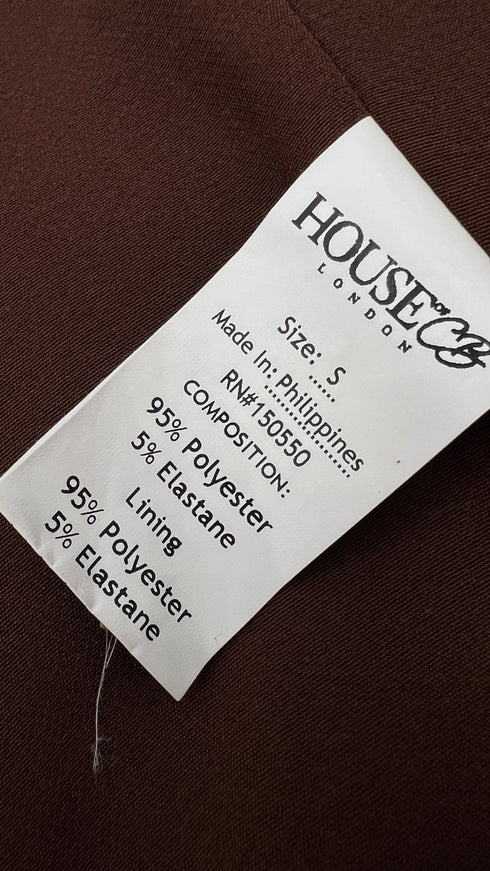 HOUSE OF CB
LONDON
Size: S
Made In: Philippines
RN#150550
COMPOSITION:
95% Polyester
5% Elastane
Lining
95% Polyester
5% Elastane